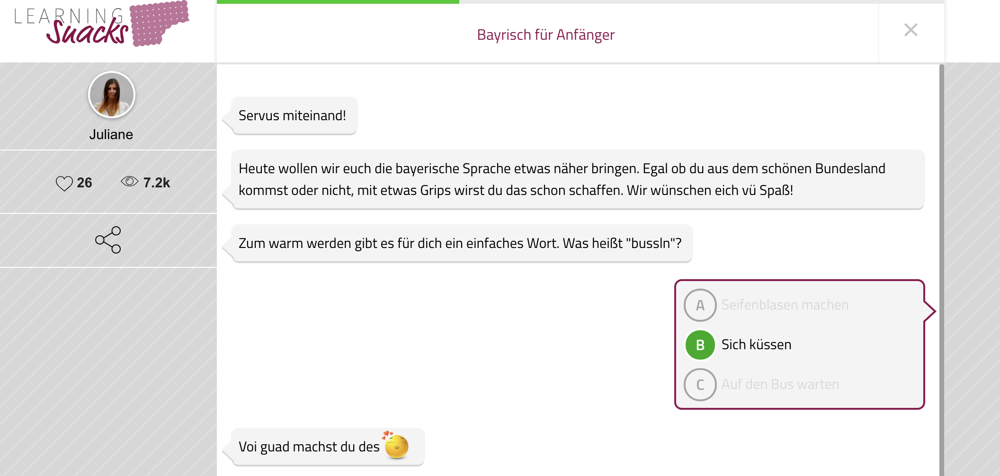 LEARNING
Snacks
Bayrisch für Anfänger
Juliane
26 7.2k
Servus miteinand!
Heute wollen wir euch die bayerische Sprache etwas näher bringen. Egal ob du aus dem schönen Bundesland
kommst oder nicht, mit etwas Grips wirst du das schon schaffen. Wir wünschen eich vü Spaß!
Zum warm werden gibt es für dich ein einfaches Wort. Was heißt "bussln"?
A Seifenblasen machen
B Sich küssen
C Auf den Bus warten
Voi guad machst du des